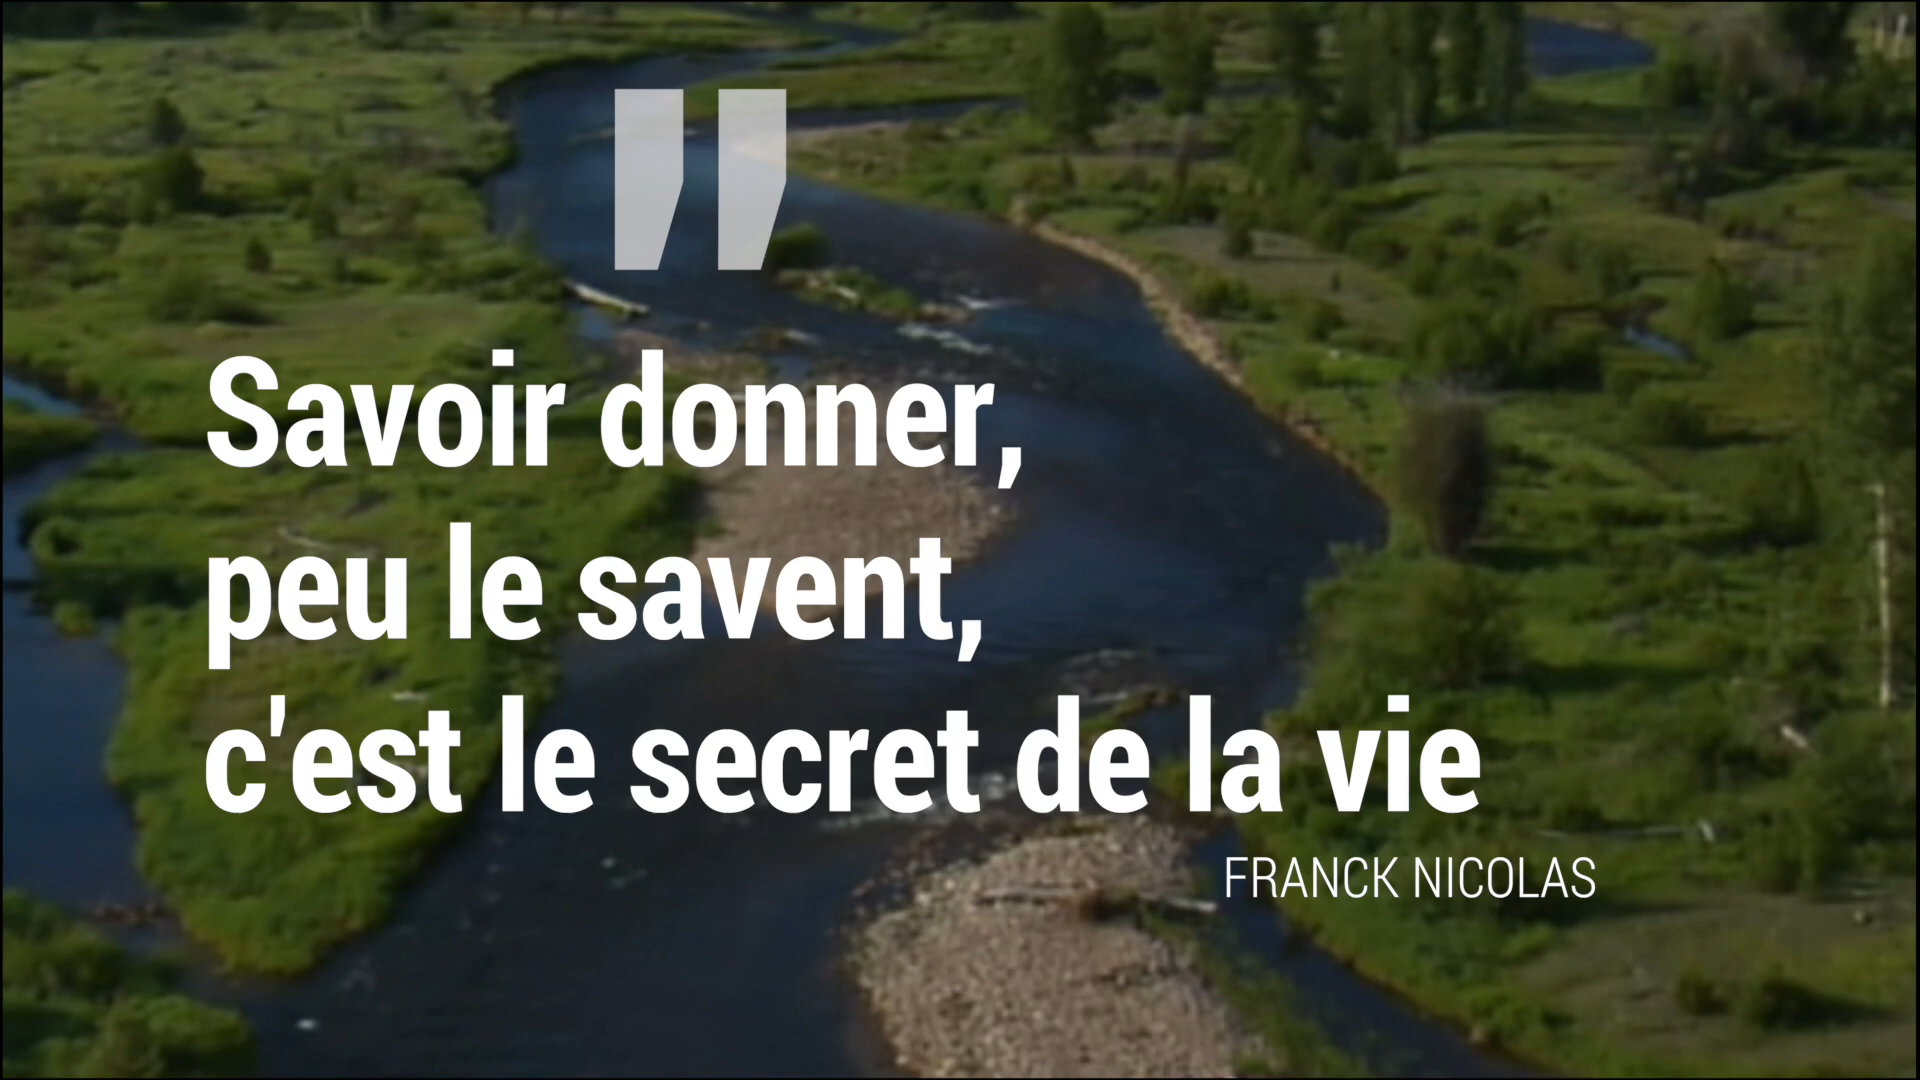 "
Savoir donner,
peu le savent,
c'est le secret de la vie
FRANCK NICOLAS